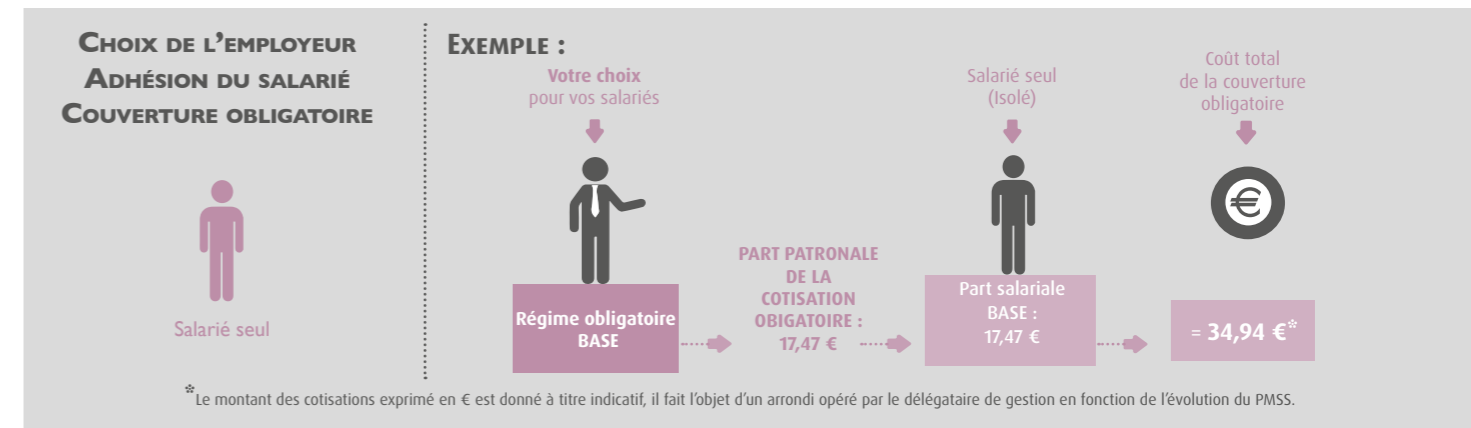 CHOIX DE L'EMPLOYEUR
ADHÉSION DU SALARIÉ
COUVERTURE OBLIGATOIRE
Salarié seul
EXEMPLE :
Votre choix
pour vos salariés
Régime obligatoire
BASE
PART PATRONALE
DE LA
COTISATION
OBIGATOIRE :
17,47 €
Salarié seul
(Isolé)
Part salariale
BASE :
17,47 €
Coût total
de la couverture
obligatoire
€
= 34,94 €*
*Le montant des cotisations exprimé en € est donné à titre indicatif, il fait l'objet d'un arrondi opéré par le délégataire de gestion en fonction de l'évolution du PMSS.